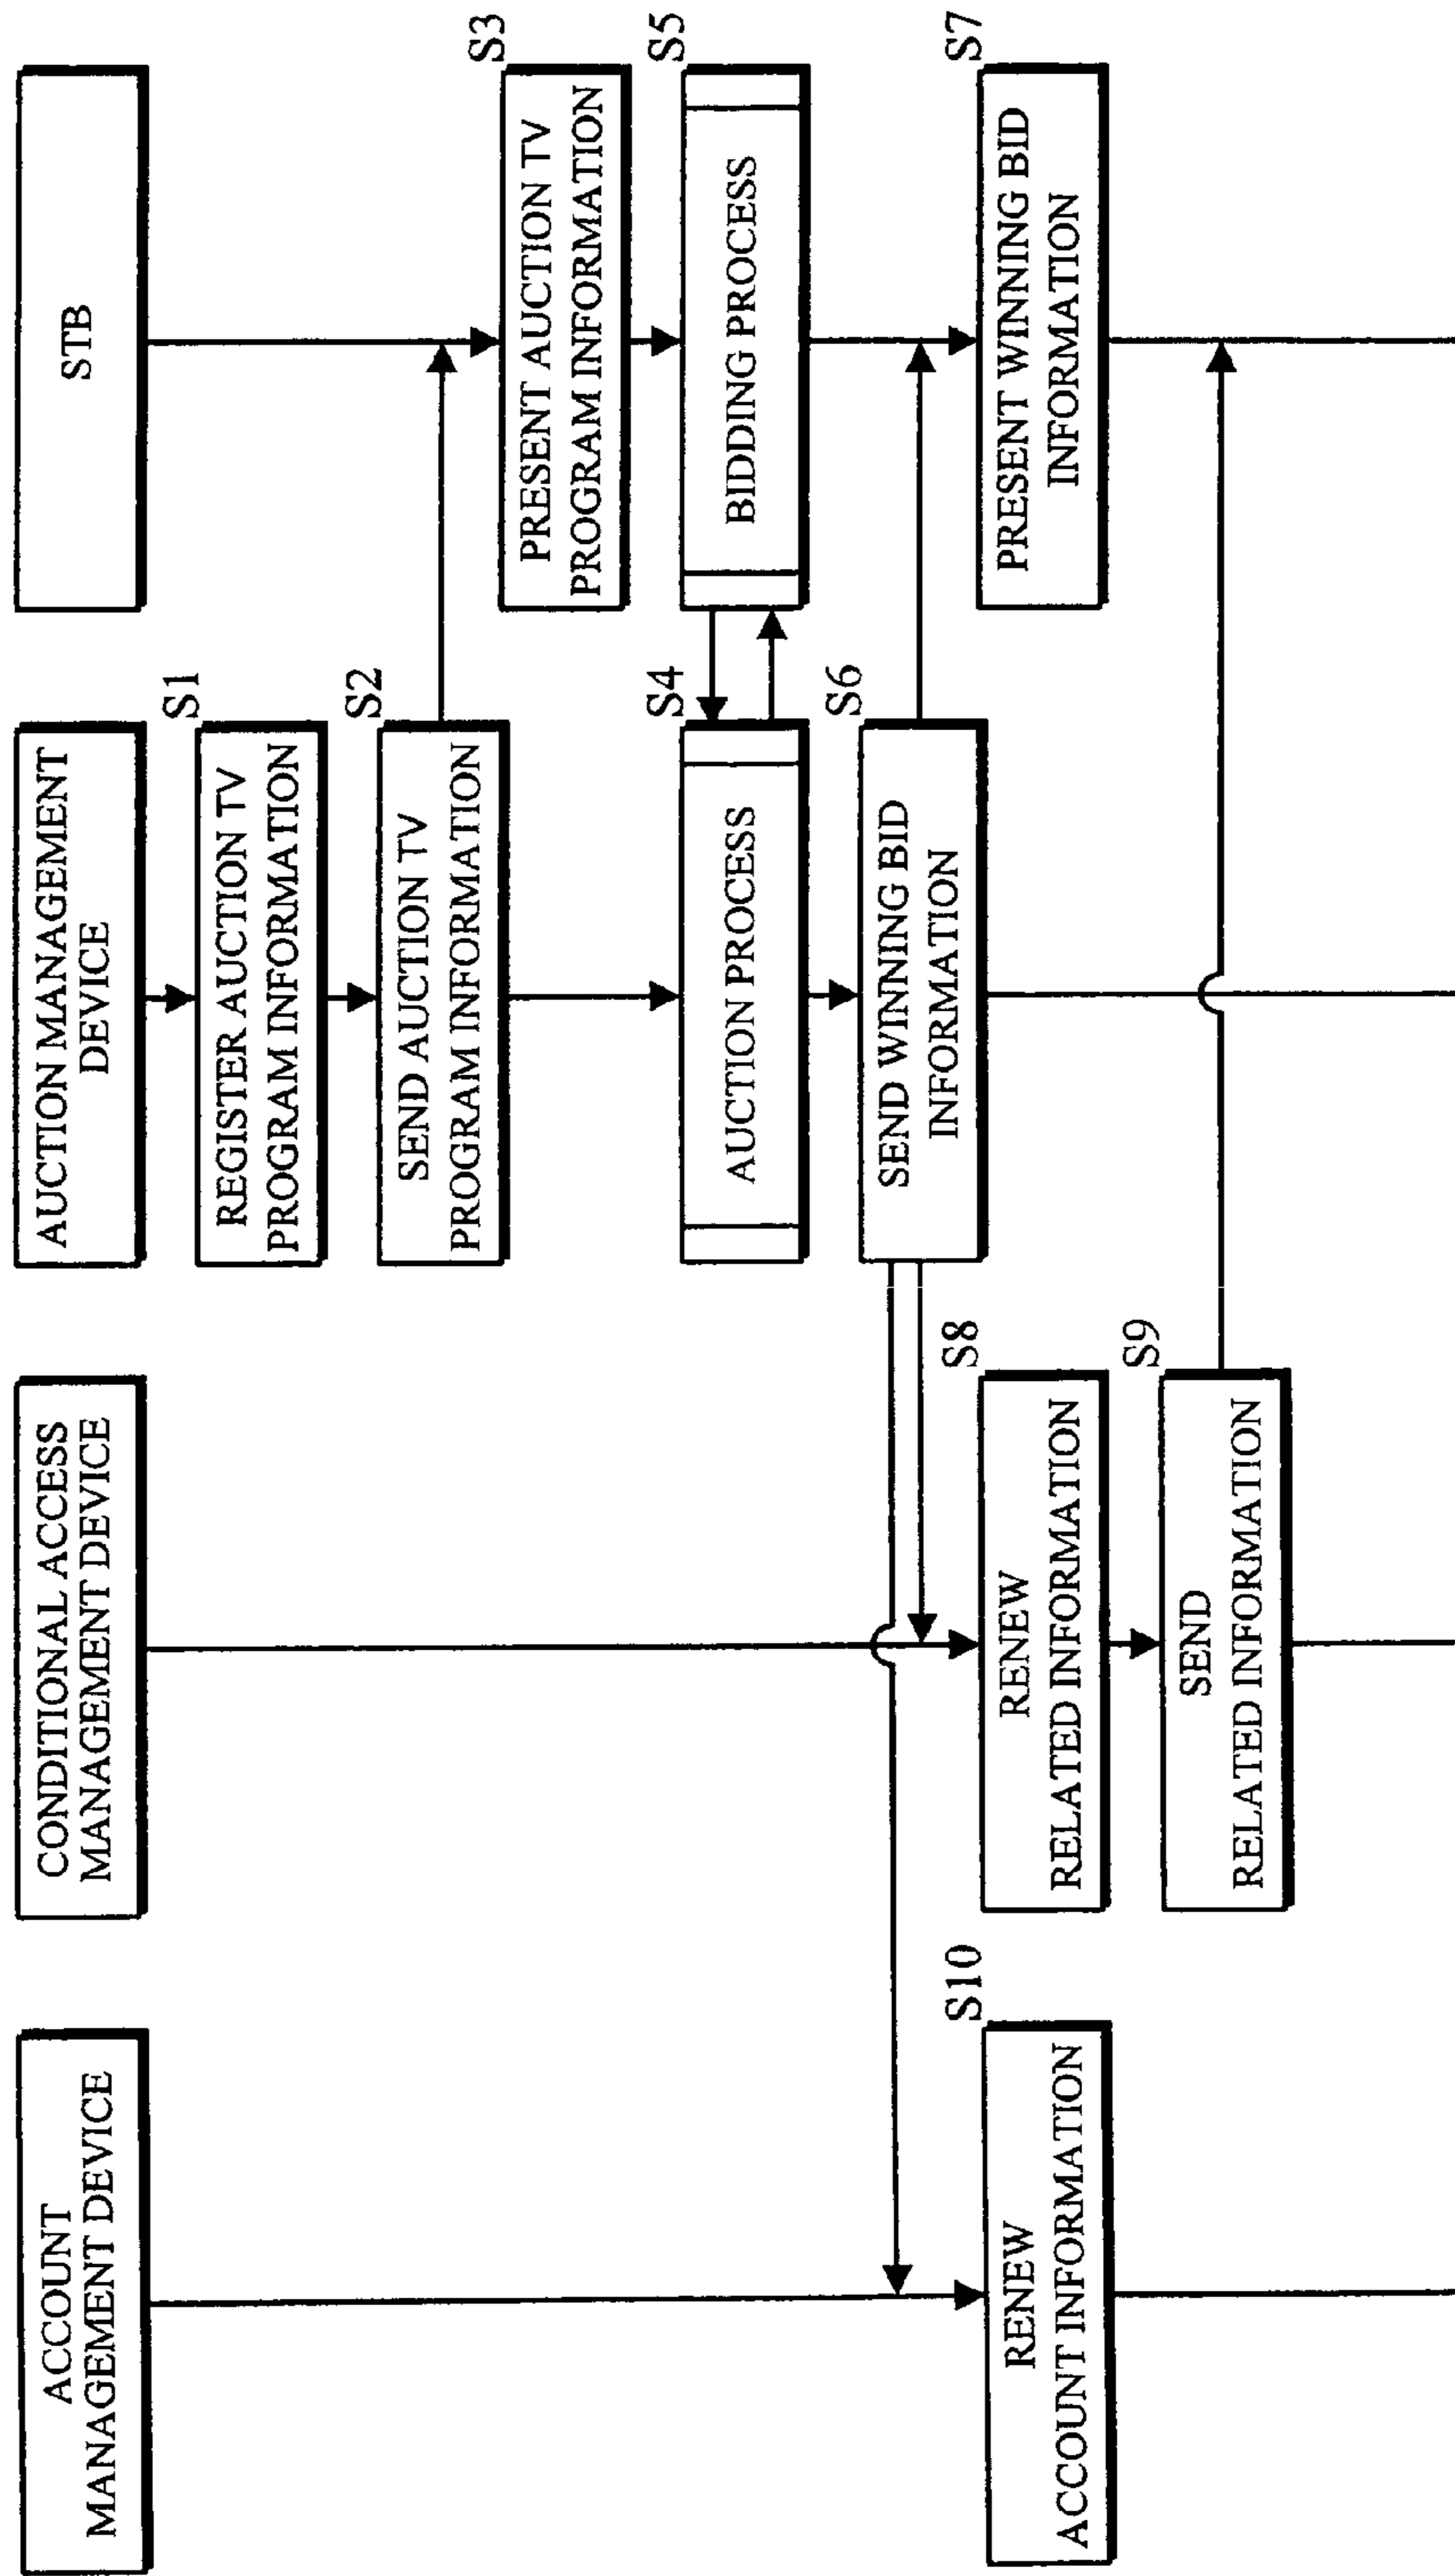 ACCOUNT
MANAGEMENT DEVICE
CONDITIONAL ACCESS
MANAGEMENT DEVICE
AUCTION MANAGEMENT
DEVICE
STB
S1
REGISTER AUCTION TV
PROGRAM INFORMATION
S2
SEND AUCTION TV
PROGRAM INFORMATION
S3
PRESENT AUCTION TV
PROGRAM INFORMATION
S4
AUCTION PROCESS
S5
BIDDING PROCESS
S6
SEND WINNING BID
INFORMATION
S7
PRESENT WINNING BID
INFORMATION
S8
RENEW
RELATED INFORMATION
S9
SEND
RELATED INFORMATION
S10
RENEW
ACCOUNT INFORMATION